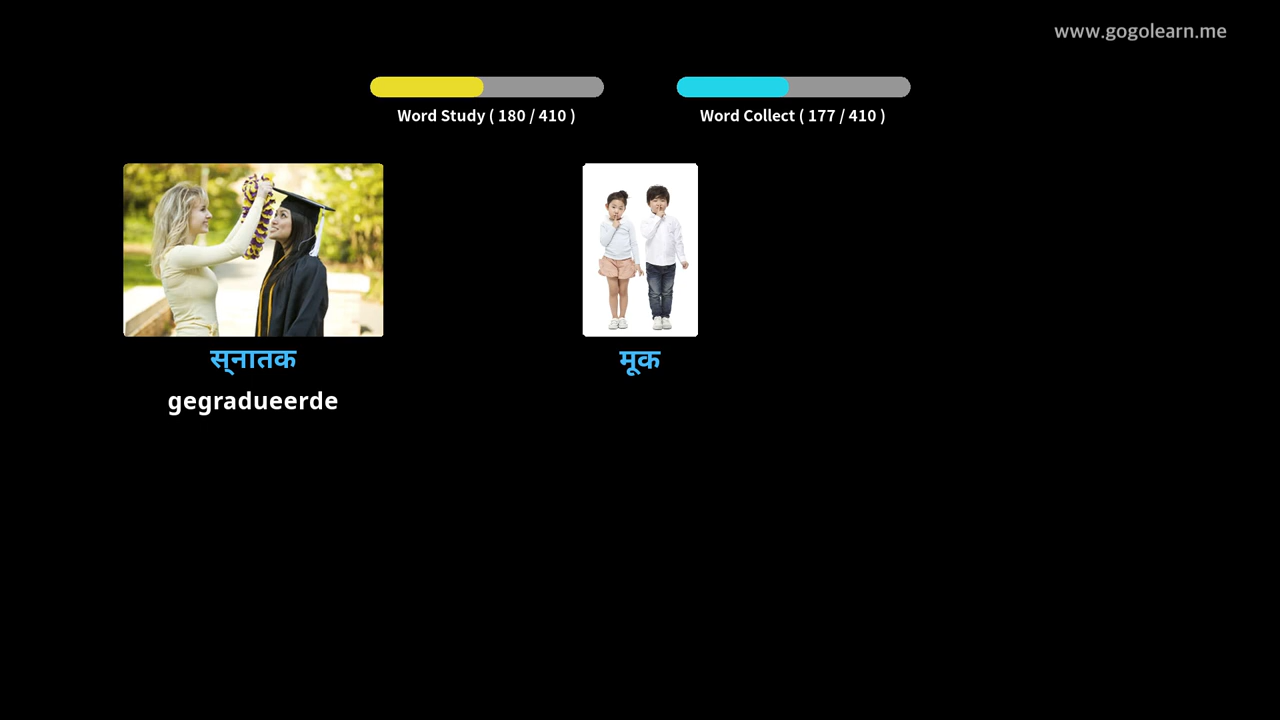 www.gogolearn.me
Word Study ( 180 / 410 )
Word Collect ( 177 / 410 )
स्नातक
मूक
gegradueerde